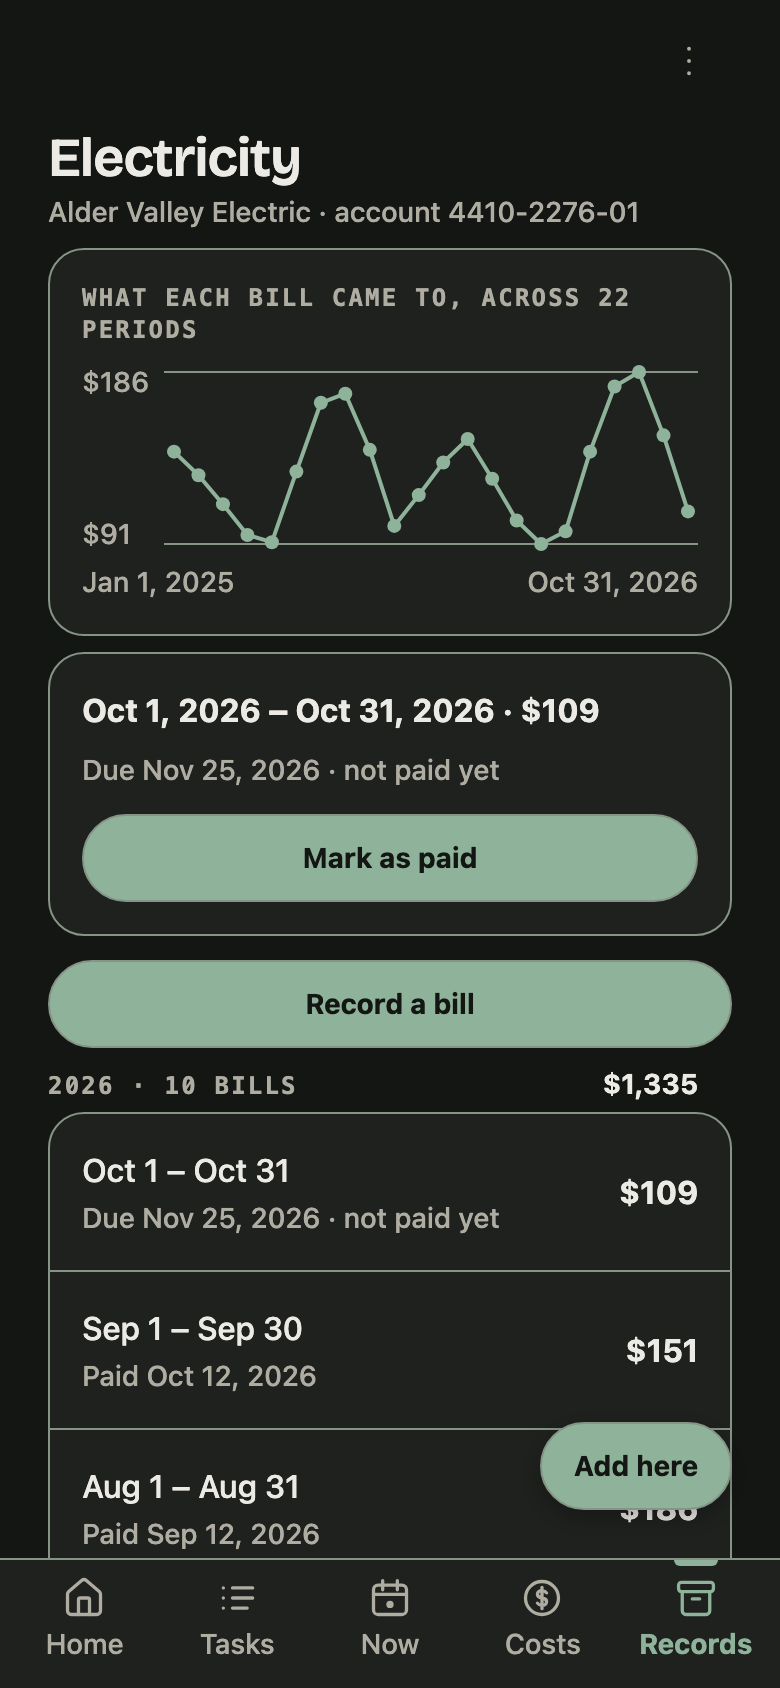 Electricity
Alder Valley Electric · account 4410-2276-01
WHAT EACH BILL CAME TO, ACROSS 22
PERIODS
$186
$91
Jan 1, 2025
Oct 31, 2026
Oct 1, 2026 – Oct 31, 2026 · $109
Due Nov 25, 2026 · not paid yet
Mark as paid
Record a bill
2026 · 10 BILLS
$1,335
Oct 1 – Oct 31
$109
Due Nov 25, 2026 · not paid yet
Sep 1 – Sep 30
$151
Paid Oct 12, 2026
Add here
Aug 1 – Aug 31
$186
Paid Sep 12, 2026
Home
Tasks
Now
Costs
Records